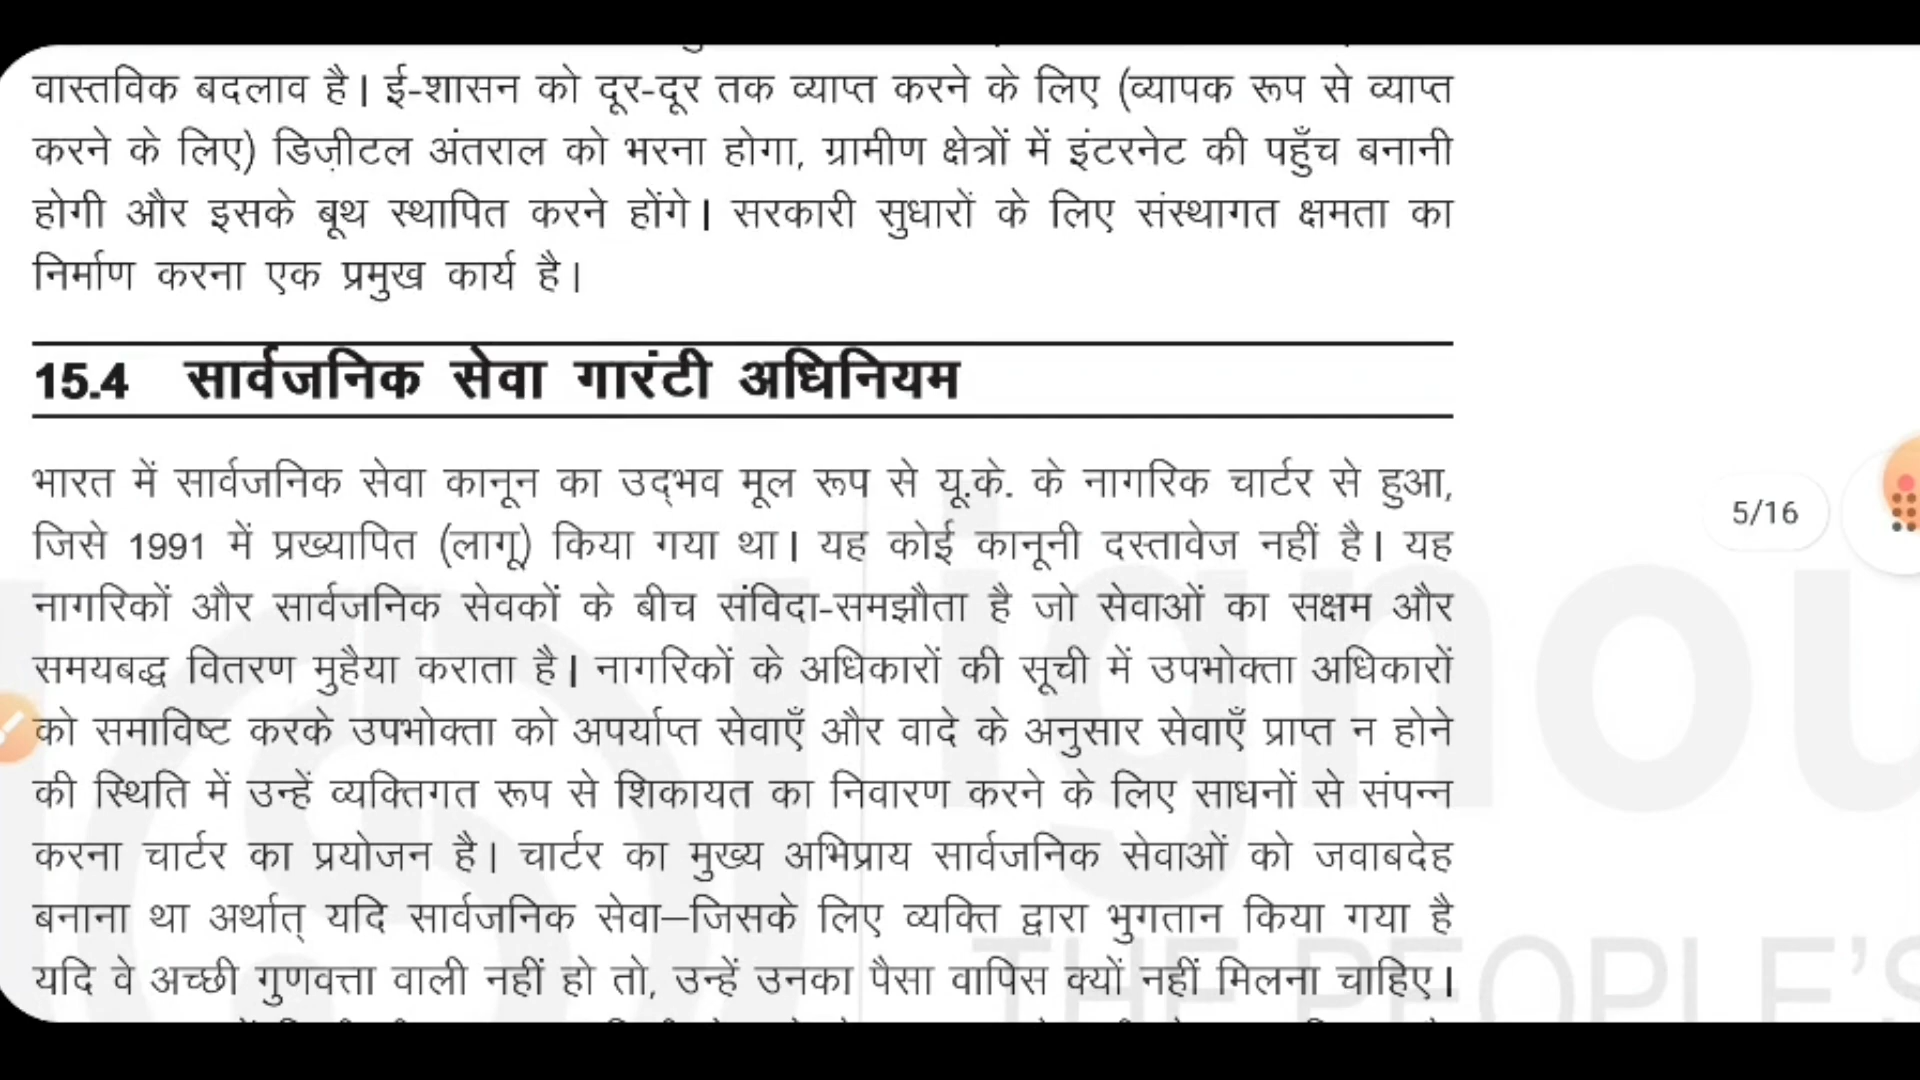 वास्तविक बदलाव है। ई-शासन को दूर-दूर तक व्याप्त करने के लिए (व्यापक रूप से व्याप्त
करने के लिए) डिज़ीटल अंतराल को भरना होगा, ग्रामीण क्षेत्रों में इंटरनेट की पहुँच बनानी
होगी और इसके बूथ स्थापित करने होंगे। सरकारी सुधारों के लिए संस्थागत क्षमता का
निर्माण करना एक प्रमुख कार्य है।
15.4 सार्वजनिक सेवा गारंटी अधिनियम
भारत में सार्वजनिक सेवा कानून का उद्भव मूल रूप से यू.के. के नागरिक चार्टर से हुआ,
जिसे 1991 में प्रख्यापित (लागू) किया गया था। यह कोई कानूनी दस्तावेज नहीं है। यह
नागरिकों और सार्वजनिक सेवकों के बीच संविदा-समझौता है जो सेवाओं का सक्षम और
समयबद्ध वितरण मुहैया कराता है। नागरिकों के अधिकारों की सूची में उपभोक्ता अधिकारों
को समाविष्ट करके उपभोक्ता को अपर्याप्त सेवाएँ और वादे के अनुसार सेवाएँ प्राप्त न होने
की स्थिति में उन्हें व्यक्तिगत रूप से शिकायत का निवारण करने के लिए साधनों से संपन्न
करना चार्टर का प्रयोजन है। चार्टर का मुख्य अभिप्राय सार्वजनिक सेवाओं को जवाबदेह
बनाना था अर्थात् यदि सार्वजनिक सेवा—जिसके लिए व्यक्ति द्वारा भुगतान किया गया है
यदि वे अच्छी गुणवत्ता वाली नहीं हो तो, उन्हें उनका पैसा वापिस क्यों नहीं मिलना चाहिए।
5/16
ignou
THE PEOPLE'S